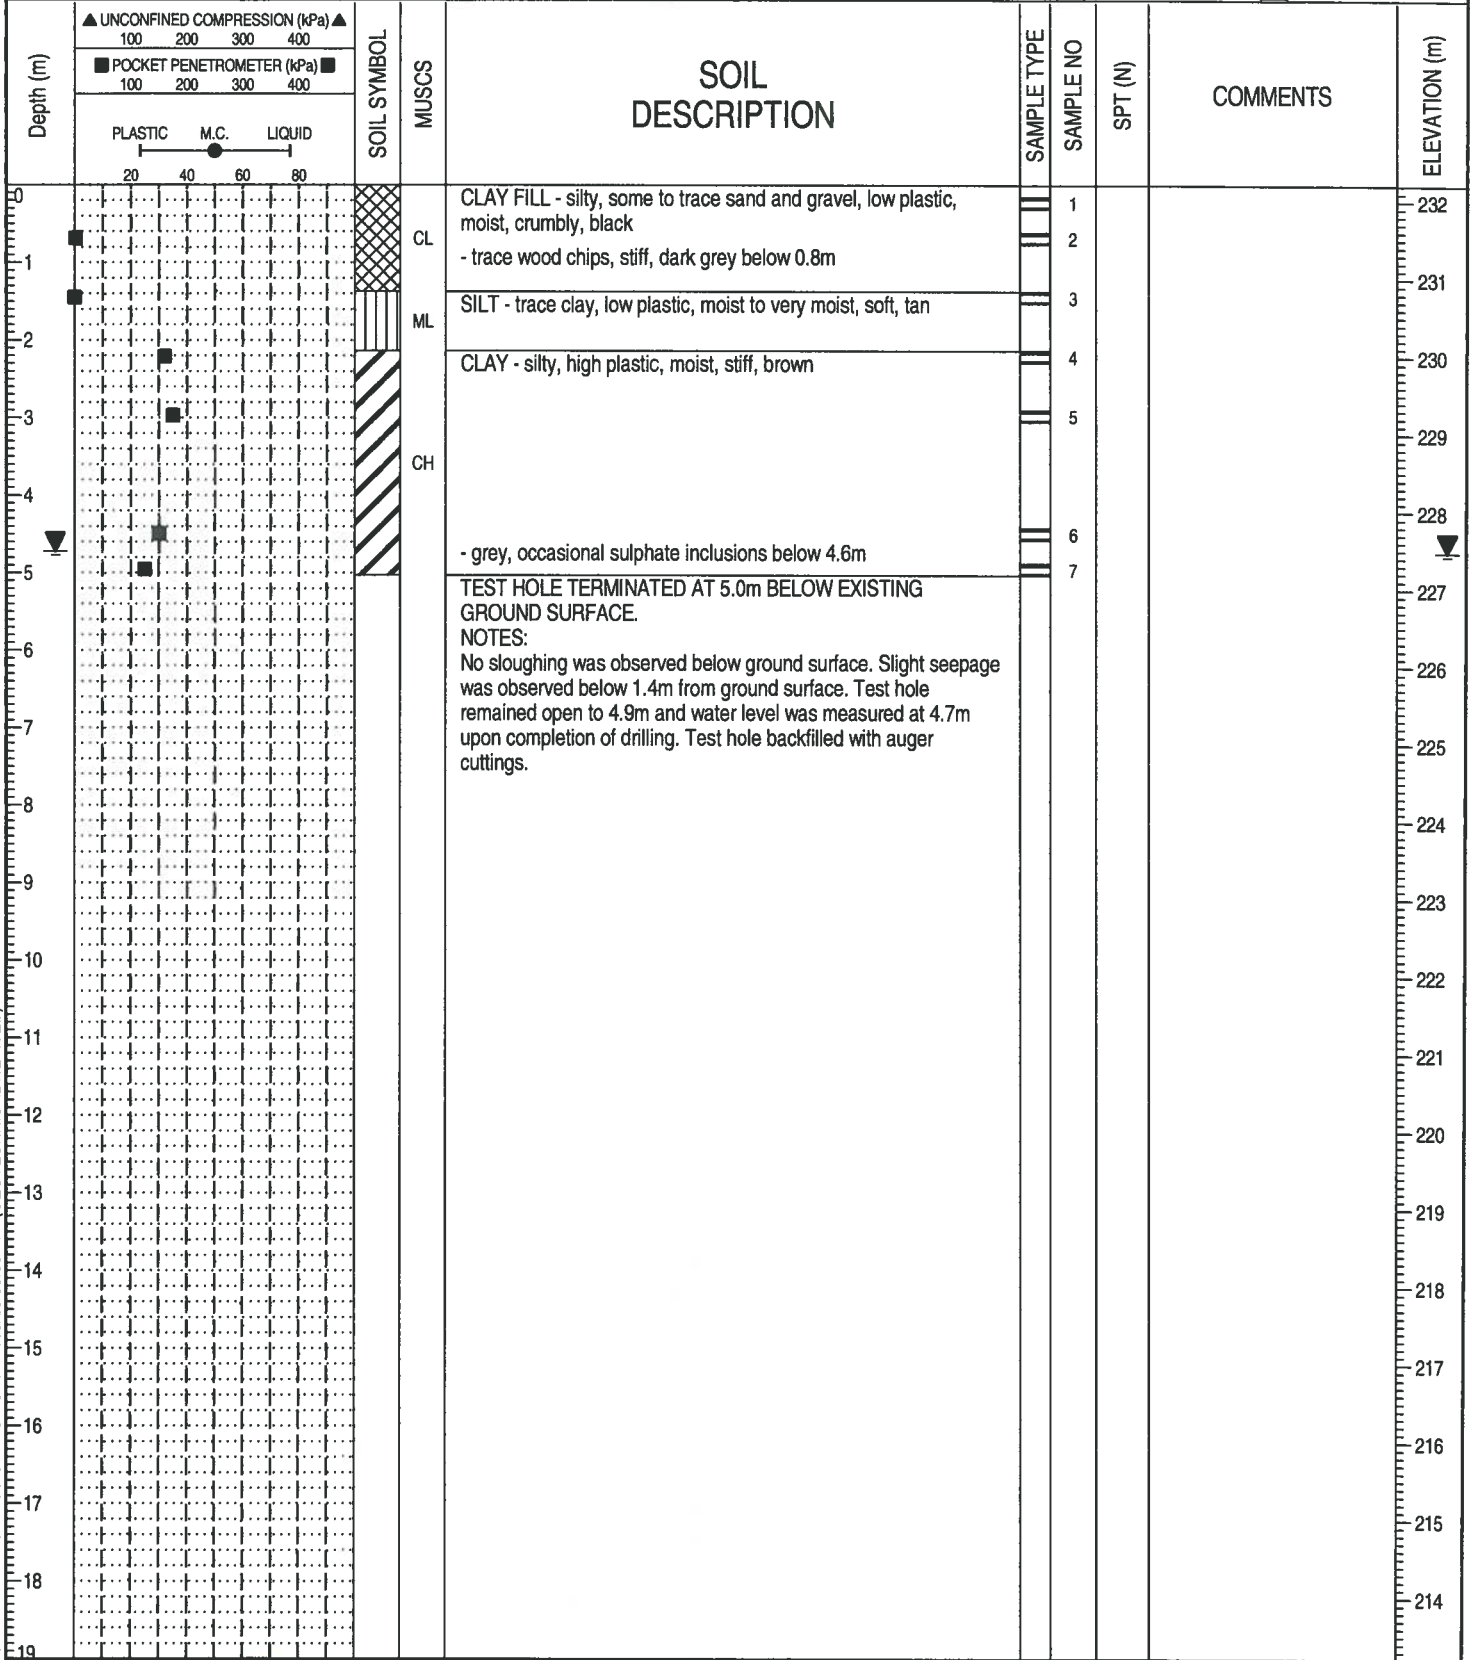 Depth (m)
▲ UNCONFINED COMPRESSION (kPa) ▲
100 200 300 400
■ POCKET PENETROMETER (kPa) ■
100 200 300 400
PLASTIC M.C. LIQUID
20 40 60 80
SOIL SYMBOL
MUSCS
SOIL
DESCRIPTION
SAMPLE TYPE
SAMPLE NO
SPT (N)
COMMENTS
ELEVATION (m)
0
1
2
3
4
5
6
7
8
9
10
11
12
13
14
15
16
17
18
19
CL
ML
CH
CLAY FILL - silty, some to trace sand and gravel, low plastic,
moist, crumbly, black
- trace wood chips, stiff, dark grey below 0.8m
SILT - trace clay, low plastic, moist to very moist, soft, tan
CLAY - silty, high plastic, moist, stiff, brown
- grey, occasional sulphate inclusions below 4.6m
TEST HOLE TERMINATED AT 5.0m BELOW EXISTING
GROUND SURFACE.
NOTES:
No sloughing was observed below ground surface. Slight seepage
was observed below 1.4m from ground surface. Test hole
remained open to 4.9m and water level was measured at 4.7m
upon completion of drilling. Test hole backfilled with auger
cuttings.
1
2
3
4
5
6
7
232
231
230
229
228
227
226
225
224
223
222
221
220
219
218
217
216
215
214